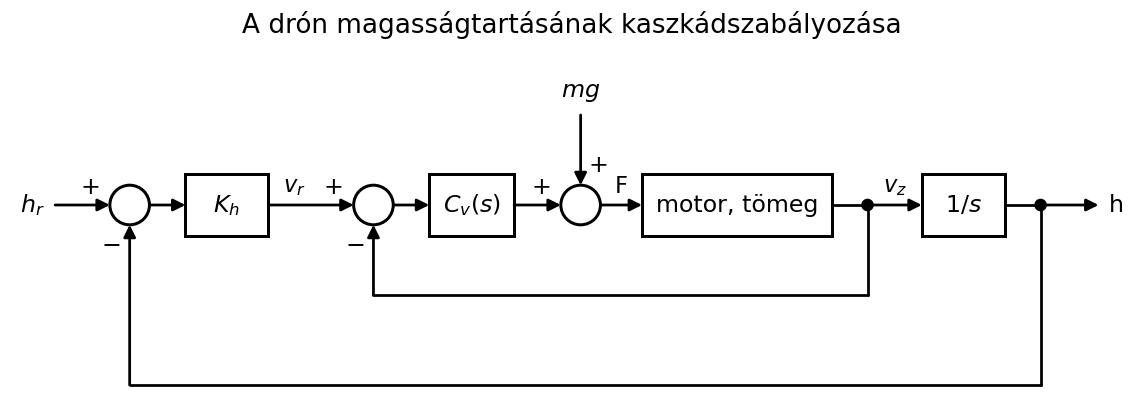 A drón magasságtartásának kaszkádszabályozása
mg
+
h_r + K_h v_r + C_v(s) + F motor, tömeg v_z 1/s h
− −